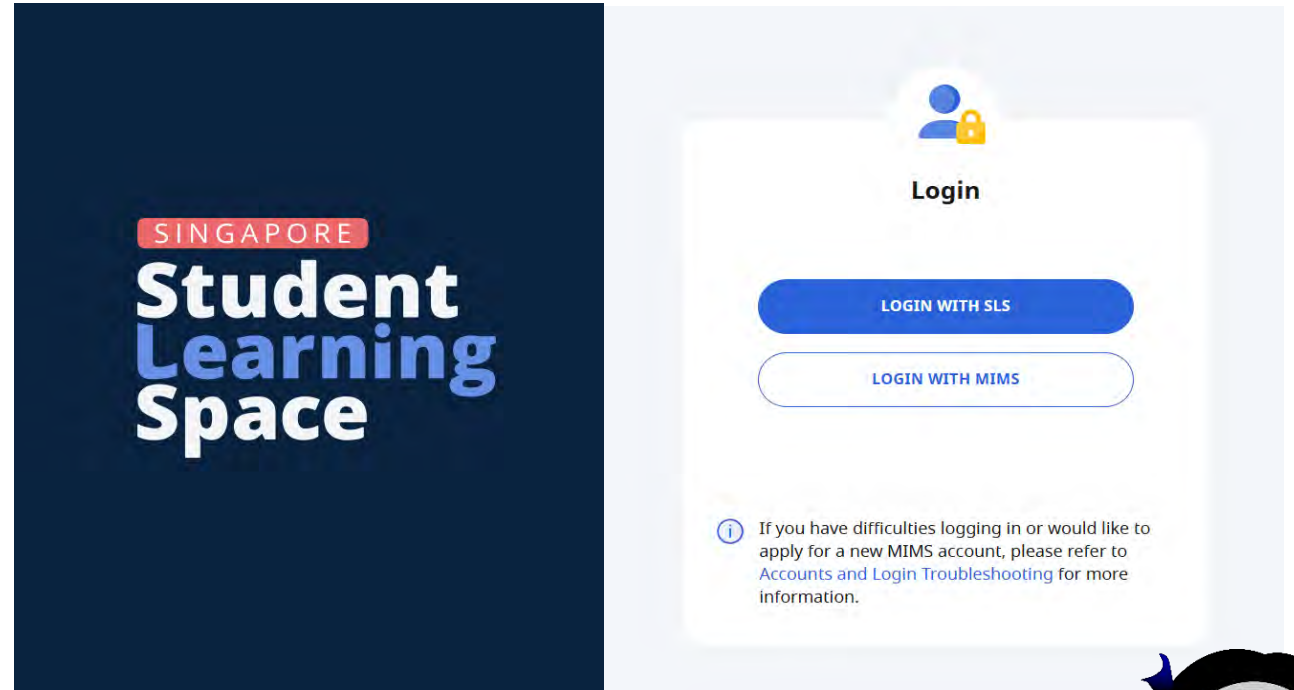 SINGAPORE
Student
Learning
Space
Login
LOGIN WITH SLS
LOGIN WITH MIMS
If you have difficulties logging in or would like to
apply for a new MIMS account, please refer to
Accounts and Login Troubleshooting for more
information.